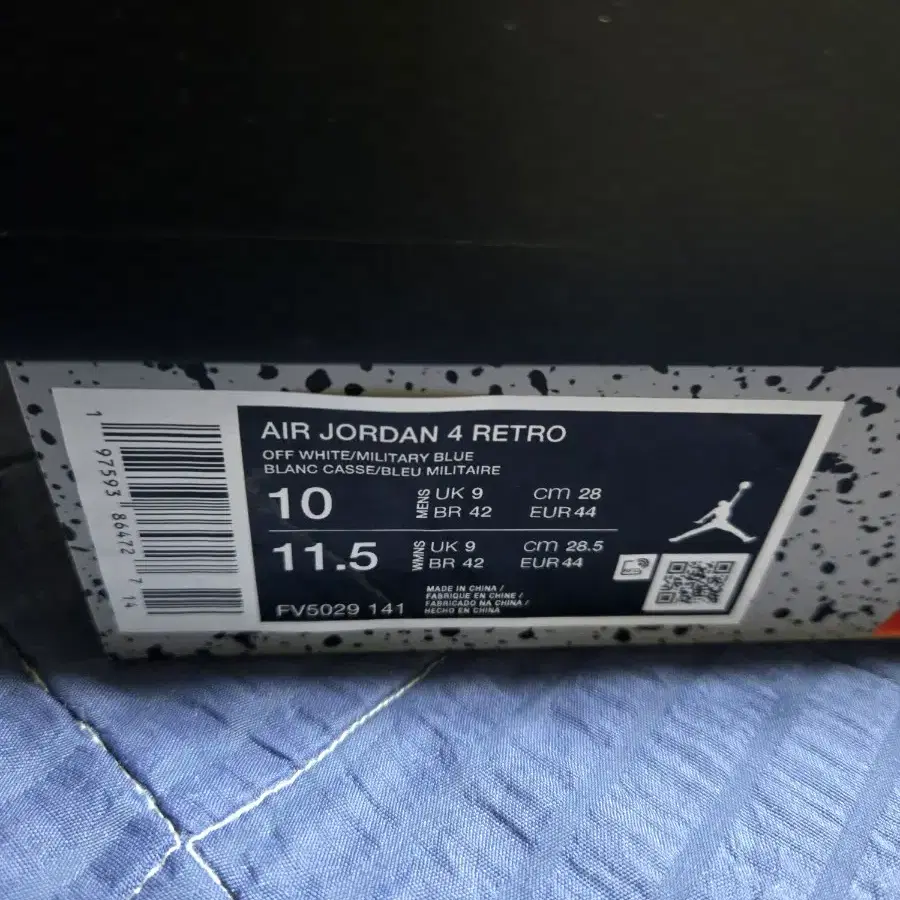 AIR JORDAN 4 RETRO
OFF WHITE/MILITARY BLUE
BLANC CASSE/BLEU MILITAIRE
10 MENS UK 9 cm 28
BR 42 EUR 44
11.5 WMNS UK 9 cm 28.5
BR 42 EUR 44
FV5029 141
MADE IN CHINA /
FABRIQUE EN CHINE /
FABRICADO NA CHINA /
HECHO EN CHINA
1 97593 86472 7 14